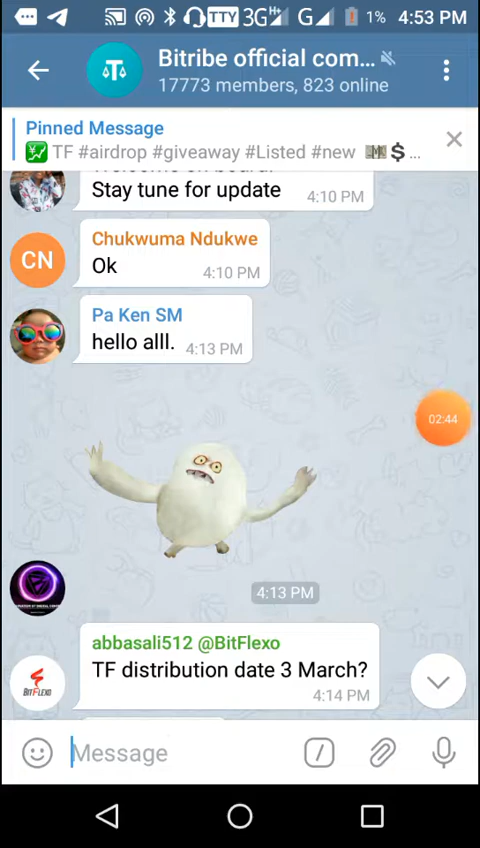 TTY 3G H+ G 1% 4:53 PM
Bitribe official com...
17773 members, 823 online
Pinned Message
TF #airdrop #giveaway #Listed #new $ ...
Stay tune for update
4:10 PM
CN
Chukwuma Ndukwe
Ok
4:10 PM
Pa Ken SM
hello alll.
4:13 PM
02:44
4:13 PM
abbasali512 @BitFlexo
TF distribution date 3 March?
4:14 PM
BITFLEXO
Message